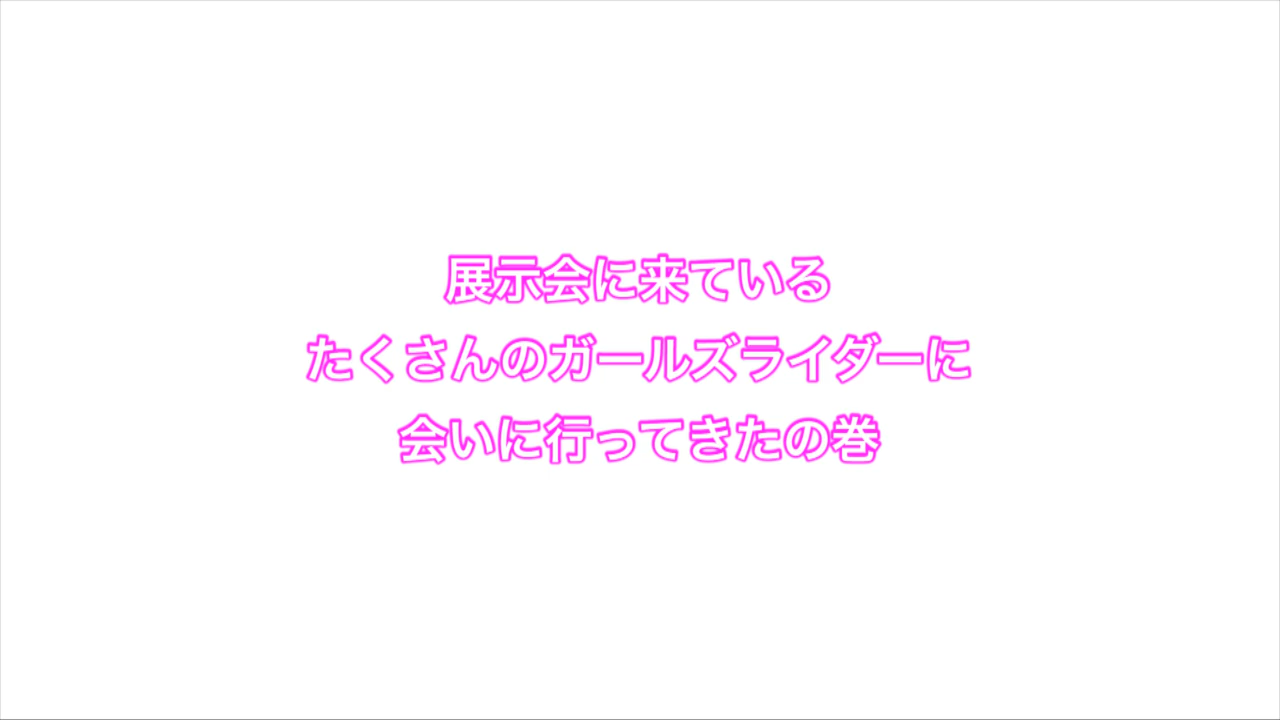 展示会に来ている
たくさんのガールズライダーに
会いに行ってきたの巻